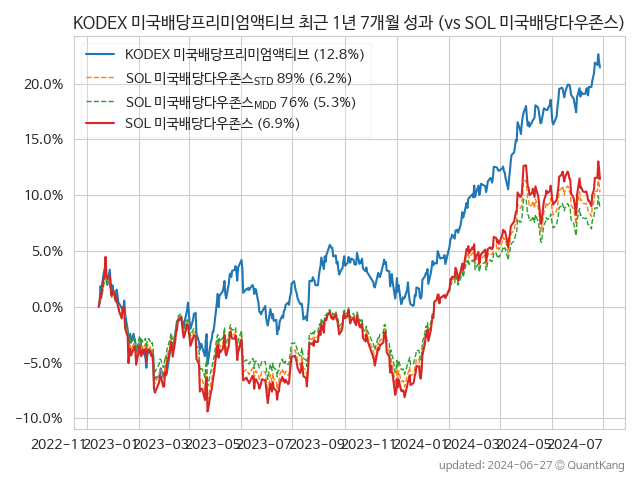 KODEX 미국배당프리미엄액티브 최근 1년 7개월 성과 (vs SOL 미국배당다우존스)
KODEX 미국배당프리미엄액티브 (12.8%)
SOL 미국배당다우존스STD 89% (6.2%)
SOL 미국배당다우존스MDD 76% (5.3%)
SOL 미국배당다우존스 (6.9%)
20.0%
15.0%
10.0%
5.0%
0.0%
−5.0%
−10.0%
2022-11 2023-01 2023-03 2023-05 2023-07 2023-09 2023-11 2024-01 2024-03 2024-05 2024-07
updated: 2024-06-27 © QuantKang